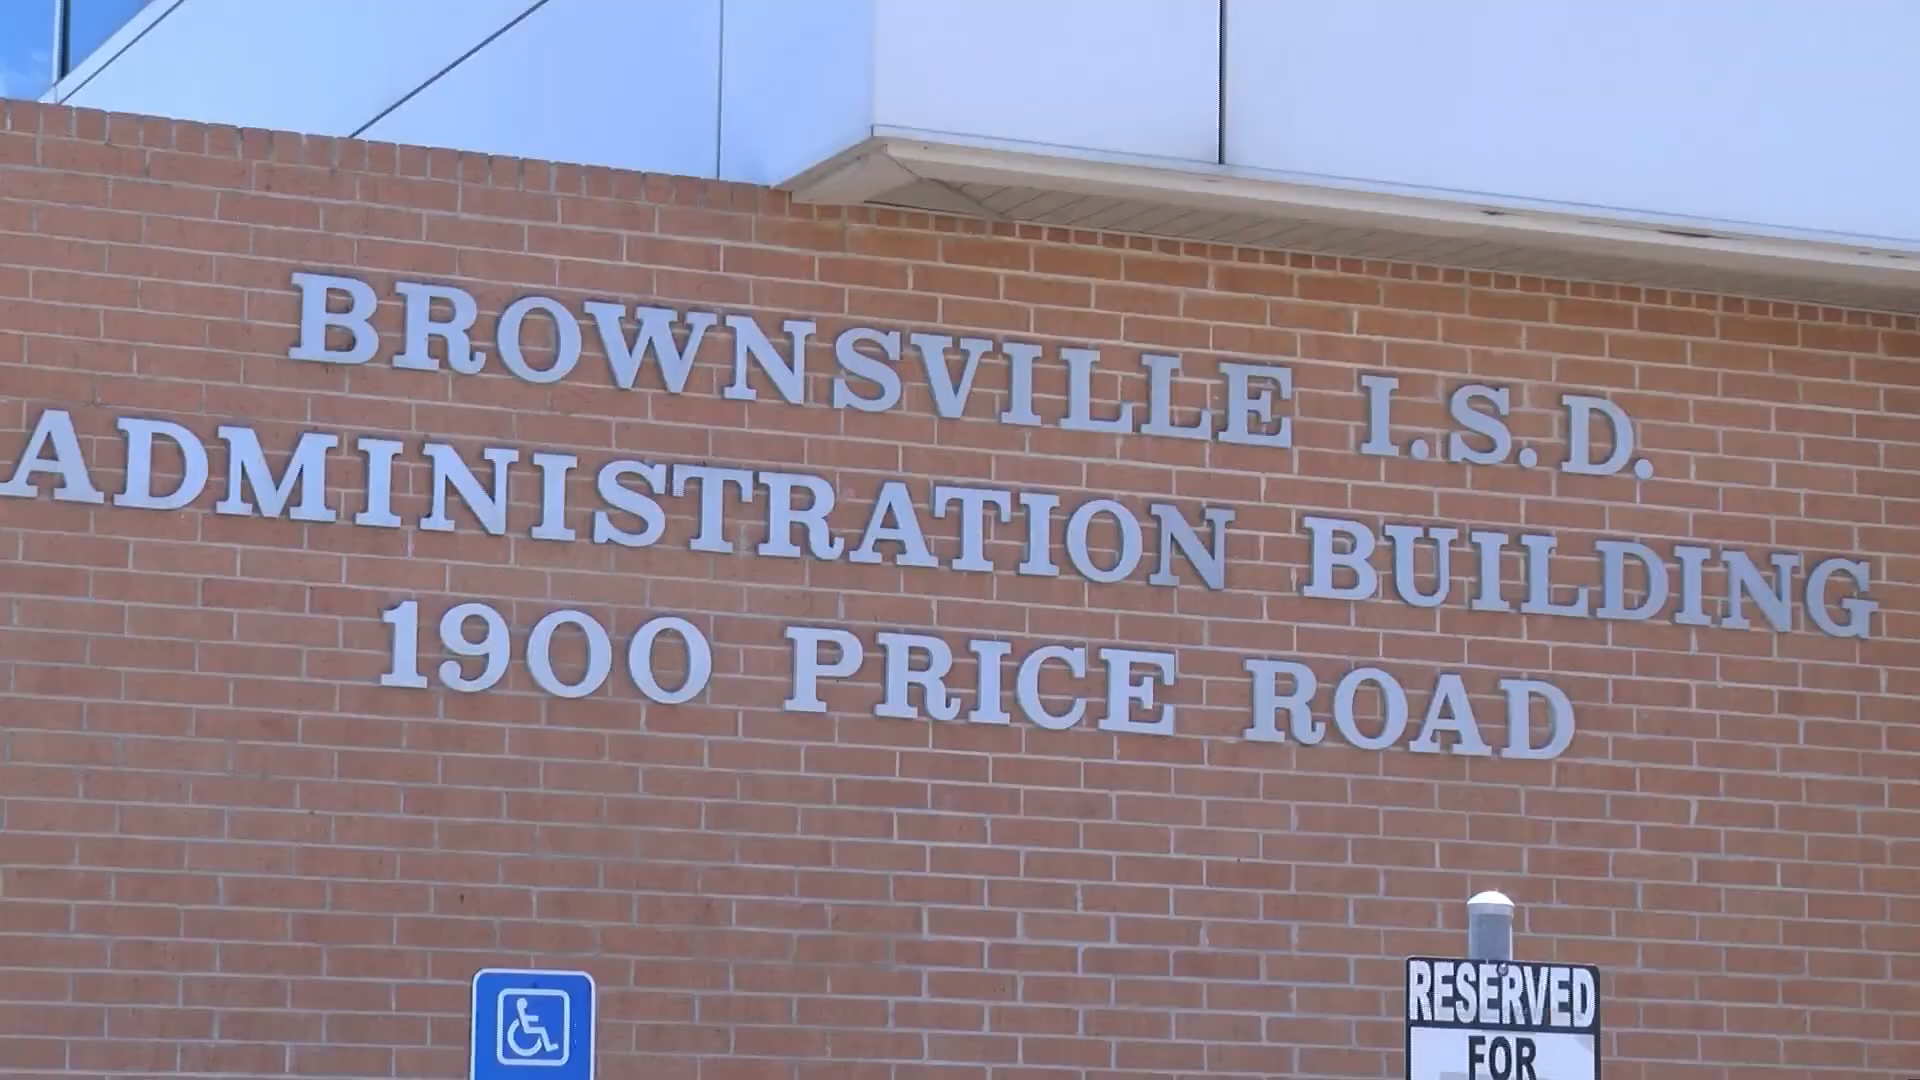 BROWNSVILLE I.S.D.
ADMINISTRATION BUILDING
1900 PRICE ROAD
RESERVED
FOR